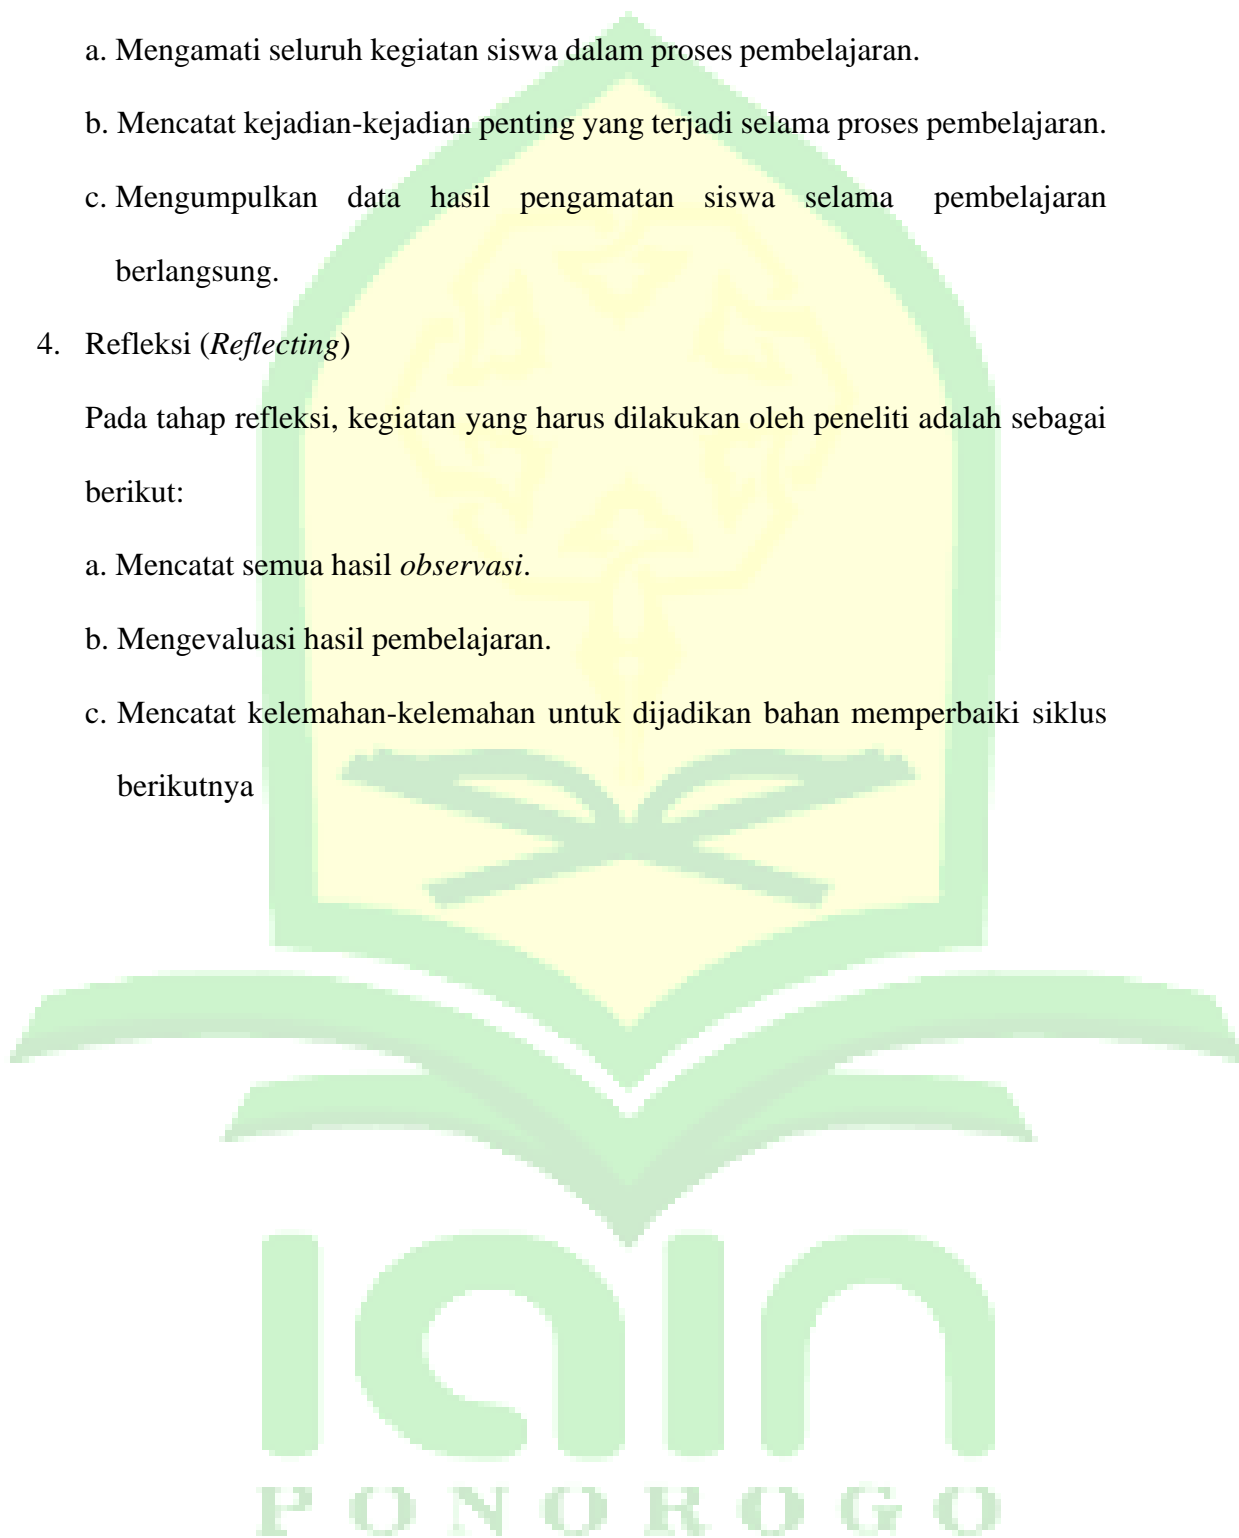 a. Mengamati seluruh kegiatan siswa dalam proses pembelajaran.
b. Mencatat kejadian-kejadian penting yang terjadi selama proses pembelajaran.
c. Mengumpulkan data hasil pengamatan siswa selama pembelajaran
berlangsung.
4. Refleksi (Reflecting)
Pada tahap refleksi, kegiatan yang harus dilakukan oleh peneliti adalah sebagai
berikut:
a. Mencatat semua hasil observasi.
b. Mengevaluasi hasil pembelajaran.
c. Mencatat kelemahan-kelemahan untuk dijadikan bahan memperbaiki siklus
berikutnya
iain
PONOROGO